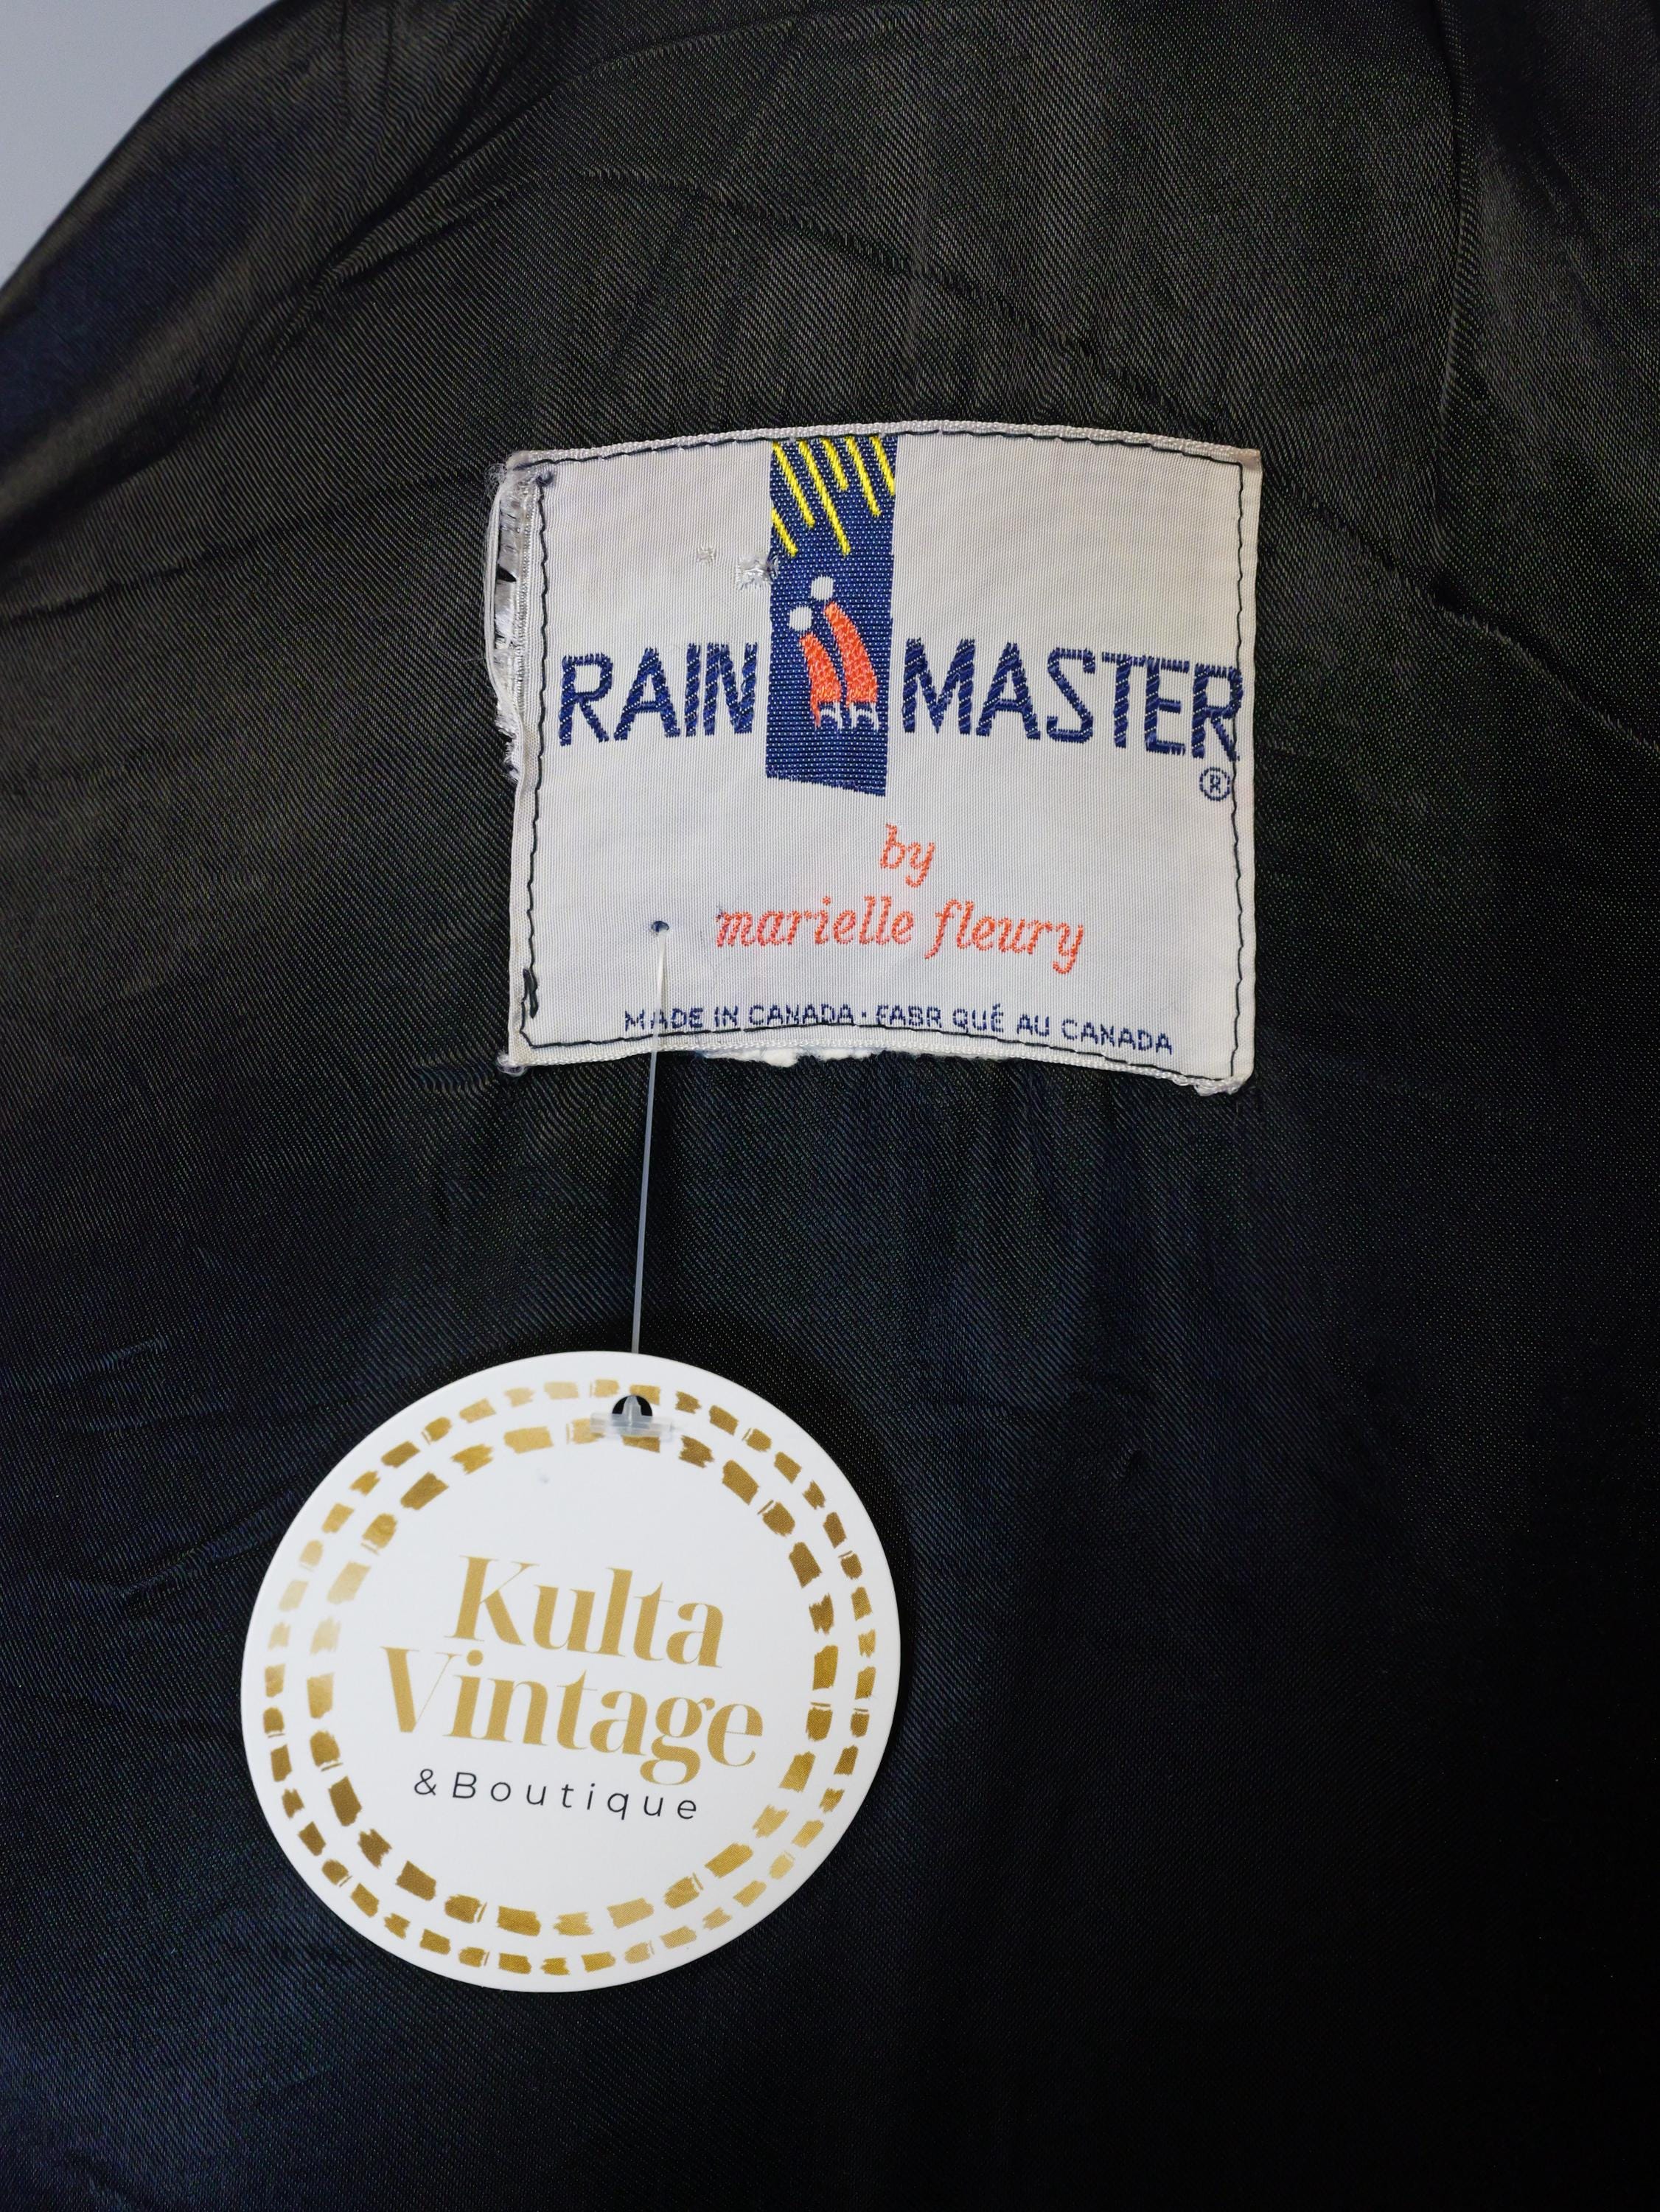 RAIN MASTER
®
by
marielle fleury
MADE IN CANADA · FABR QUÉ AU CANADA
Kulta
Vintage
& Boutique